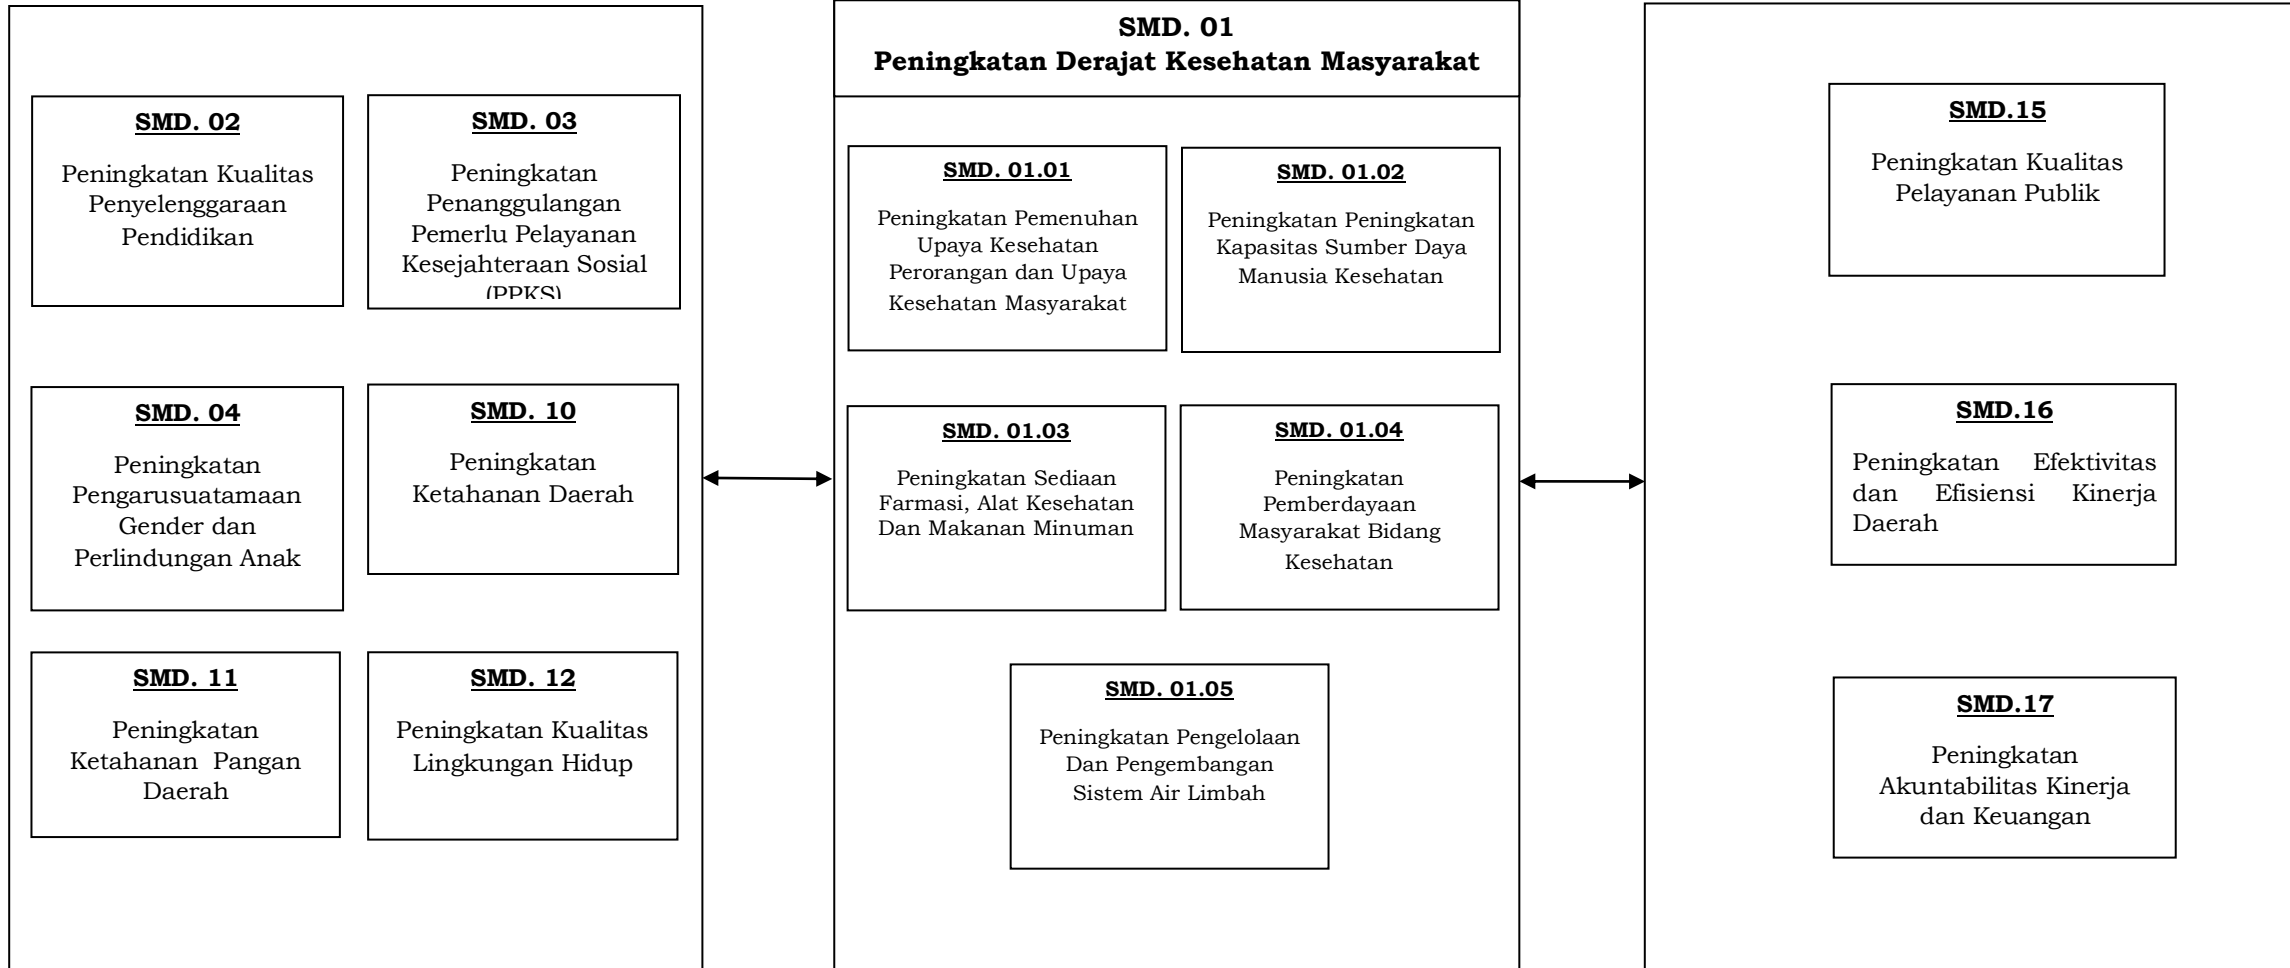 SMD. 02
Peningkatan Kualitas
Penyelenggaraan
Pendidikan
SMD. 03
Peningkatan
Penanggulangan
Pemerlu Pelayanan
Kesejahteraan Sosial
(PPKS)
SMD. 04
Peningkatan
Pengarusuatamaan
Gender dan
Perlindungan Anak
SMD. 10
Peningkatan
Ketahanan Daerah
SMD. 11
Peningkatan
Ketahanan Pangan
Daerah
SMD. 12
Peningkatan Kualitas
Lingkungan Hidup
SMD. 01
Peningkatan Derajat Kesehatan Masyarakat
SMD. 01.01
Peningkatan Pemenuhan
Upaya Kesehatan
Perorangan dan Upaya
Kesehatan Masyarakat
SMD. 01.02
Peningkatan Peningkatan
Kapasitas Sumber Daya
Manusia Kesehatan
SMD. 01.03
Peningkatan Sediaan
Farmasi, Alat Kesehatan
Dan Makanan Minuman
SMD. 01.04
Peningkatan
Pemberdayaan
Masyarakat Bidang
Kesehatan
SMD. 01.05
Peningkatan Pengelolaan
Dan Pengembangan
Sistem Air Limbah
SMD.15
Peningkatan Kualitas
Pelayanan Publik
SMD.16
Peningkatan Efektivitas
dan Efisiensi Kinerja
Daerah
SMD.17
Peningkatan
Akuntabilitas Kinerja
dan Keuangan